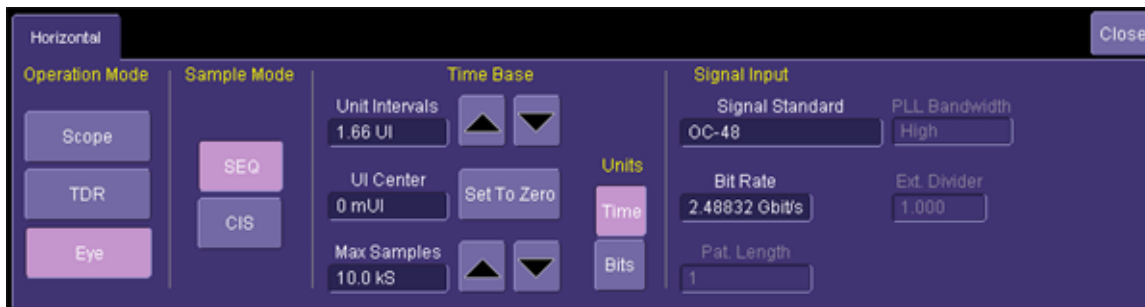 Horizontal
Close
Operation Mode
Scope
TDR
Eye
Sample Mode
SEQ
CIS
Time Base
Unit Intervals
1.66 UI
UI Center
0 mUI
Set To Zero
Max Samples
10.0 kS
Units
Time
Bits
Signal Input
Signal Standard
OC-48
PLL Bandwidth
High
Bit Rate
2.48832 Gbit/s
Ext. Divider
1.000
Pat. Length
1